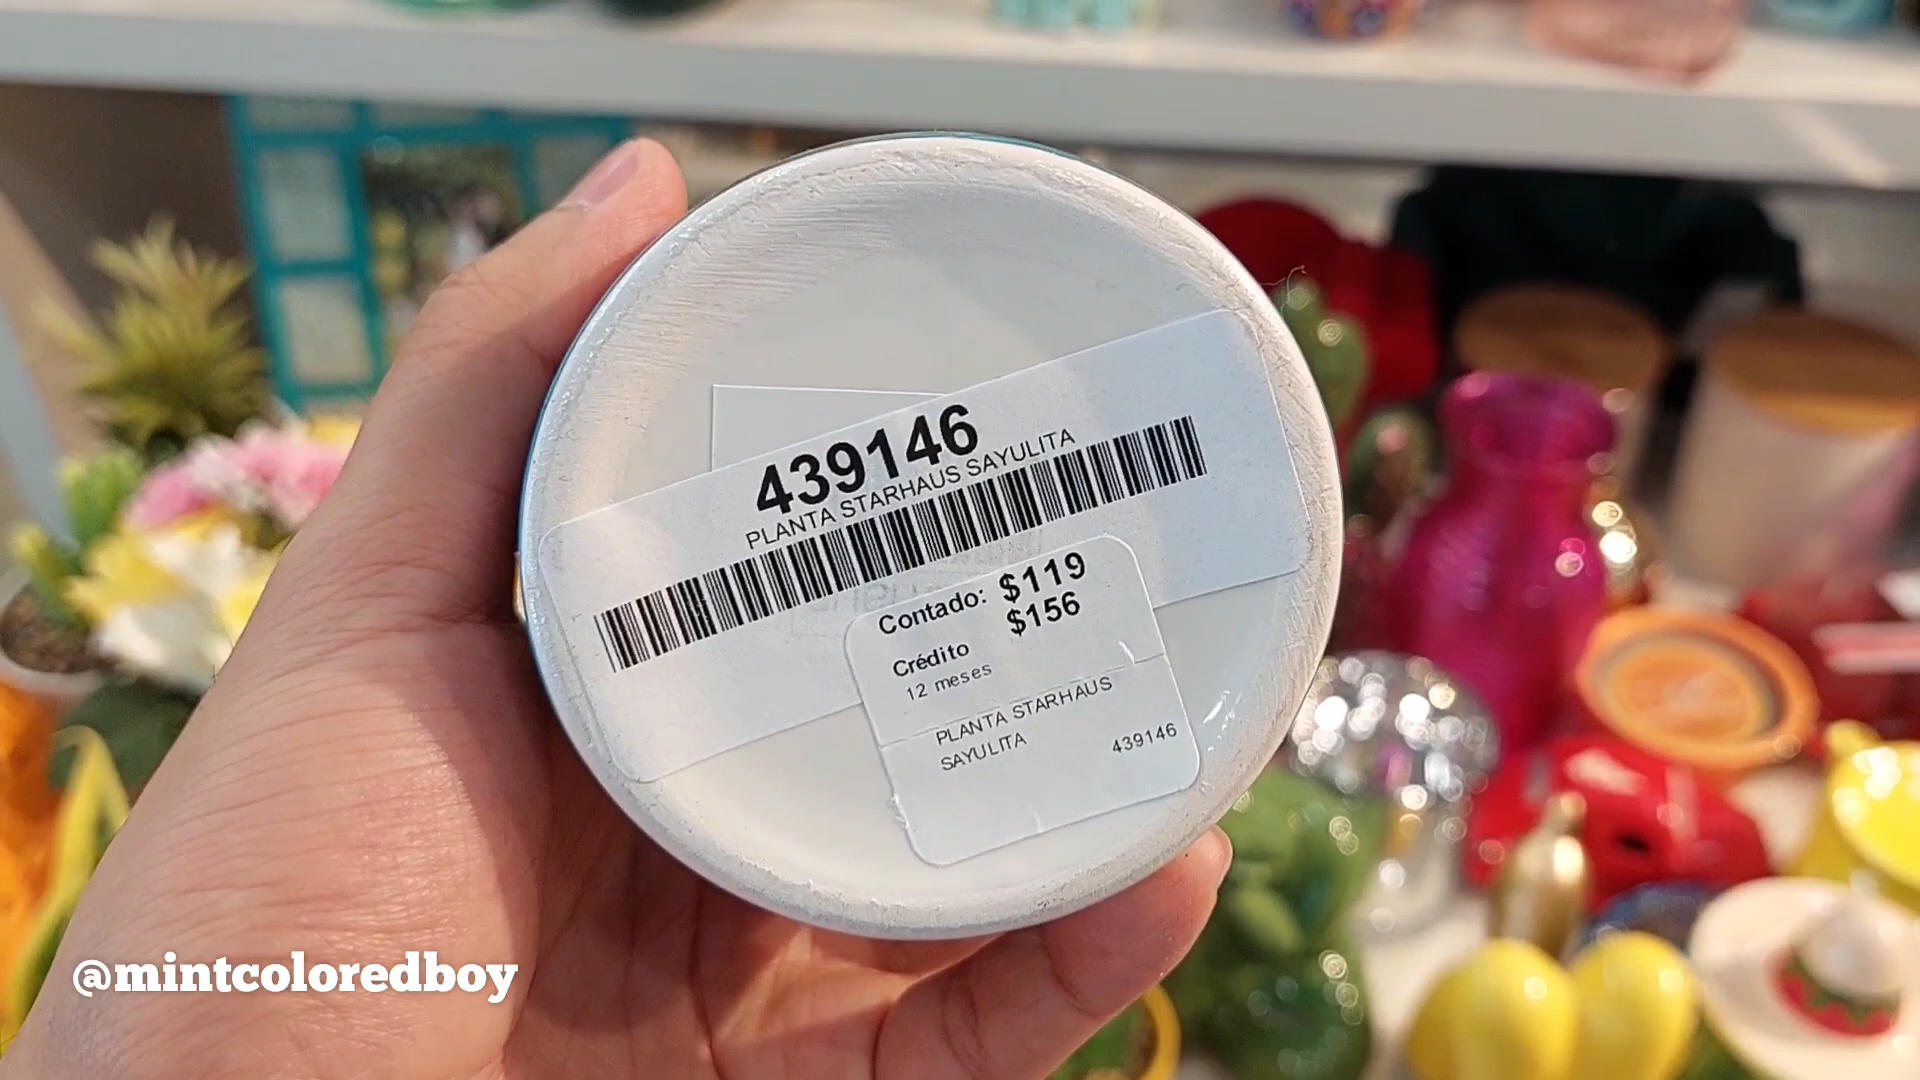 439146
PLANTA STARHAUS SAYULITA
Contado: $119
$156
Crédito
12 meses
PLANTA STARHAUS
SAYULITA
439146
@mintcoloredboy